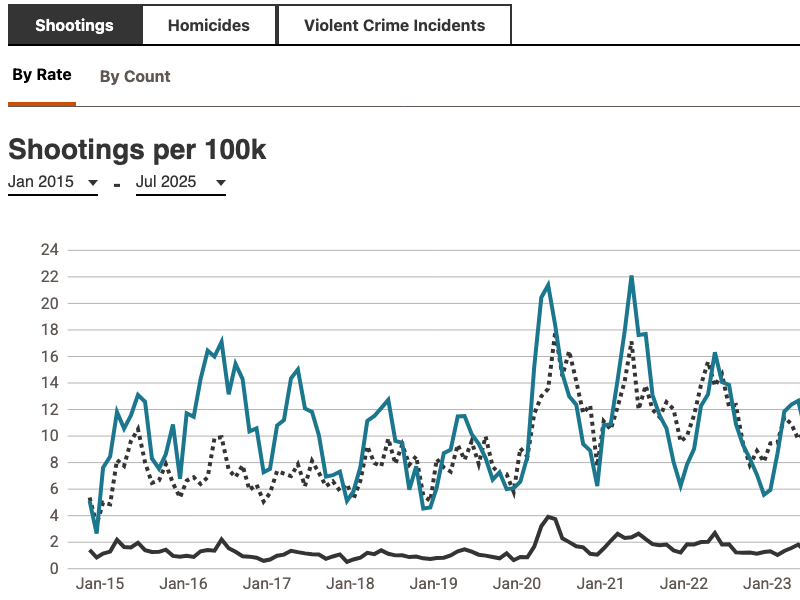 Shootings Homicides Violent Crime Incidents
By Rate By Count
Shootings per 100k
Jan 2015 - Jul 2025
24
22
20
18
16
14
12
10
8
6
4
2
0
Jan-15 Jan-16 Jan-17 Jan-18 Jan-19 Jan-20 Jan-21 Jan-22 Jan-23